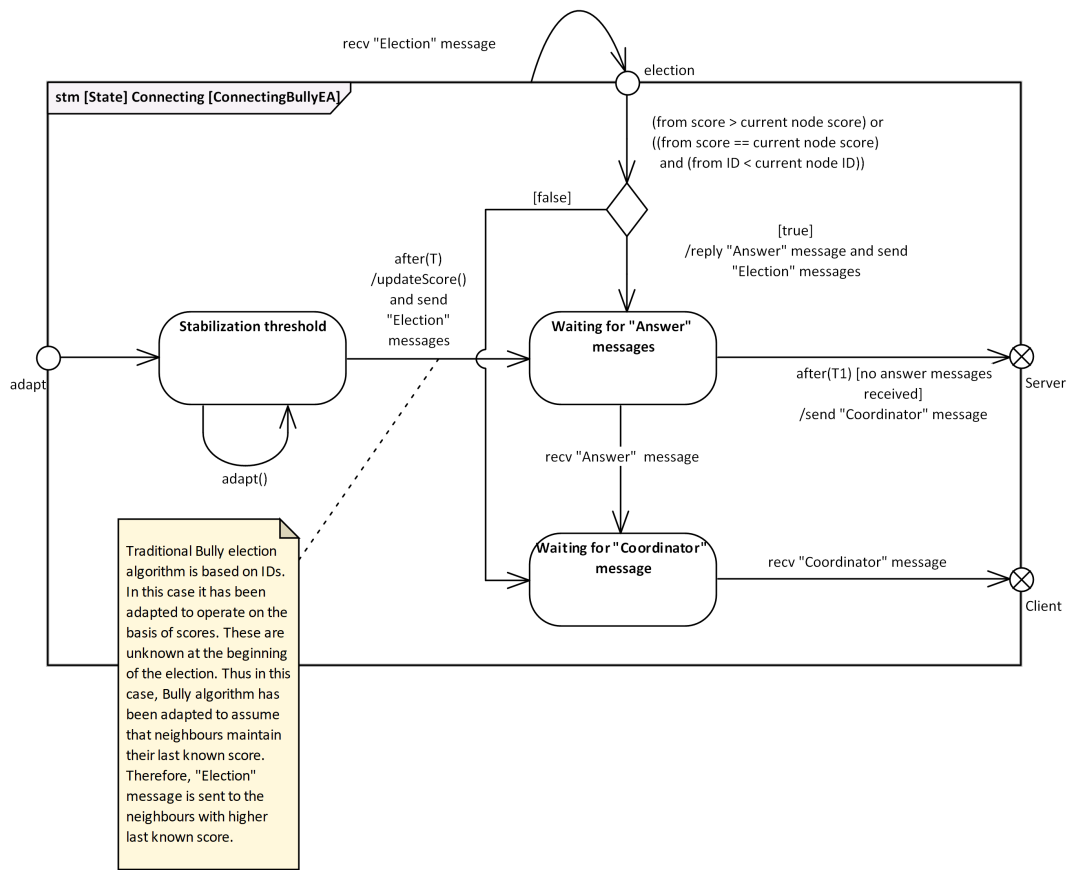 recv "Election" message
election
stm [State] Connecting [ConnectingBullyEA]
(from score > current node score) or
((from score == current node score)
and (from ID < current node ID))
[false]
[true]
/reply "Answer" message and send
"Election" messages
after(T)
/updateScore()
and send
"Election"
messages
Stabilization threshold
Waiting for "Answer"
messages
adapt
after(T1) [no answer messages
received]
/send "Coordinator" message
Server
adapt()
recv "Answer"  message
Waiting for "Coordinator"
message
recv "Coordinator" message
Client
Traditional Bully election
algorithm is based on IDs.
In this case it has been
adapted to operate on the
basis of scores. These are
unknown at the beginning
of the election. Thus in this
case, Bully algorithm has
been adapted to assume
that neighbours maintain
their last known score.
Therefore, "Election"
message is sent to the
neighbours with higher
last known score.